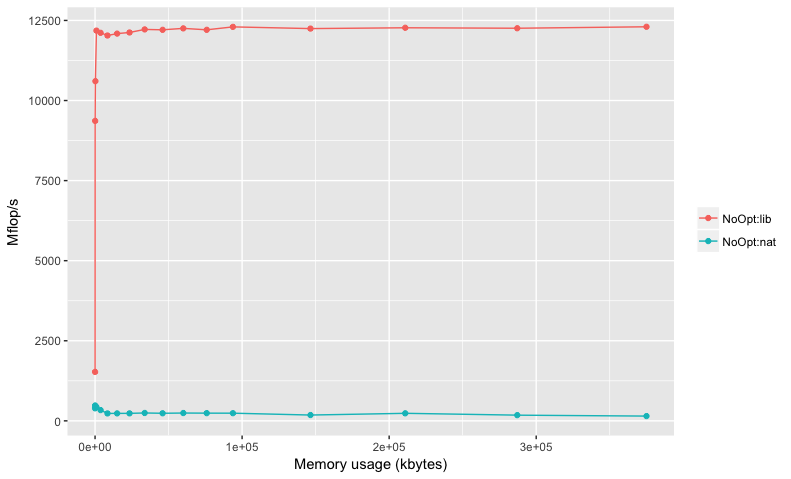 12500
10000
7500
5000
2500
0
Mflop/s
0e+00 1e+05 2e+05 3e+05
Memory usage (kbytes)
NoOpt:lib
NoOpt:nat